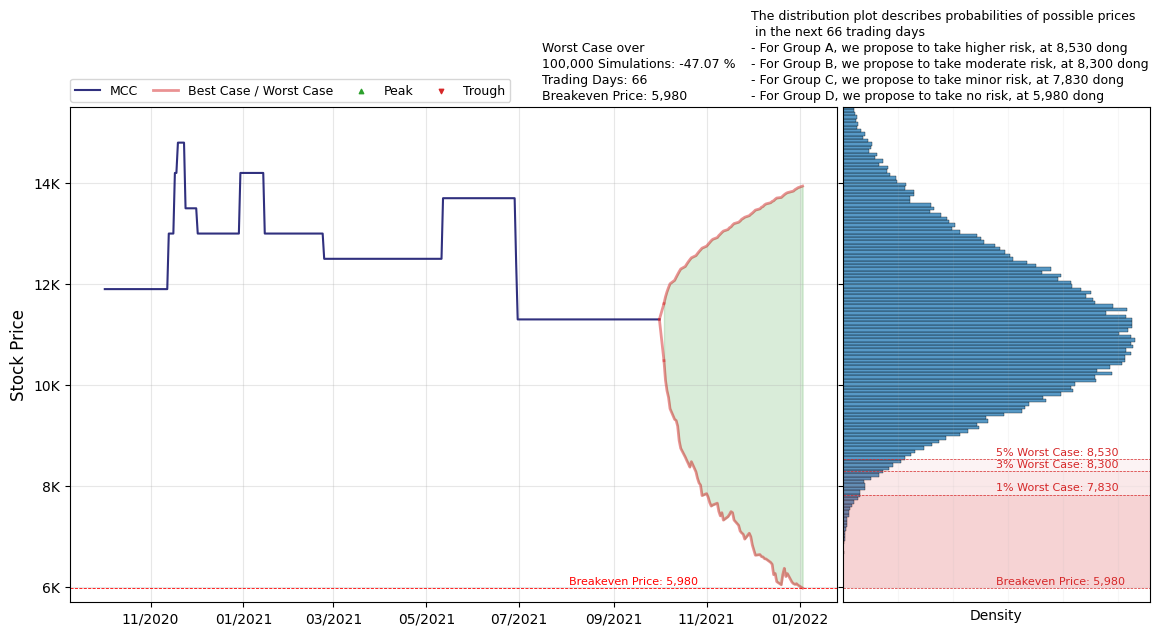 The distribution plot describes probabilities of possible prices
in the next 66 trading days
- For Group A, we propose to take higher risk, at 8,530 dong
- For Group B, we propose to take moderate risk, at 8,300 dong
- For Group C, we propose to take minor risk, at 7,830 dong
- For Group D, we propose to take no risk, at 5,980 dong
Worst Case over
100,000 Simulations: -47.07 %
Trading Days: 66
Breakeven Price: 5,980
MCC
Best Case / Worst Case
Peak
Trough
Stock Price
14K
12K
10K
8K
6K
Breakeven Price: 5,980
11/2020
01/2021
03/2021
05/2021
07/2021
09/2021
11/2021
01/2022
5% Worst Case: 8,530
3% Worst Case: 8,300
1% Worst Case: 7,830
Breakeven Price: 5,980
Density